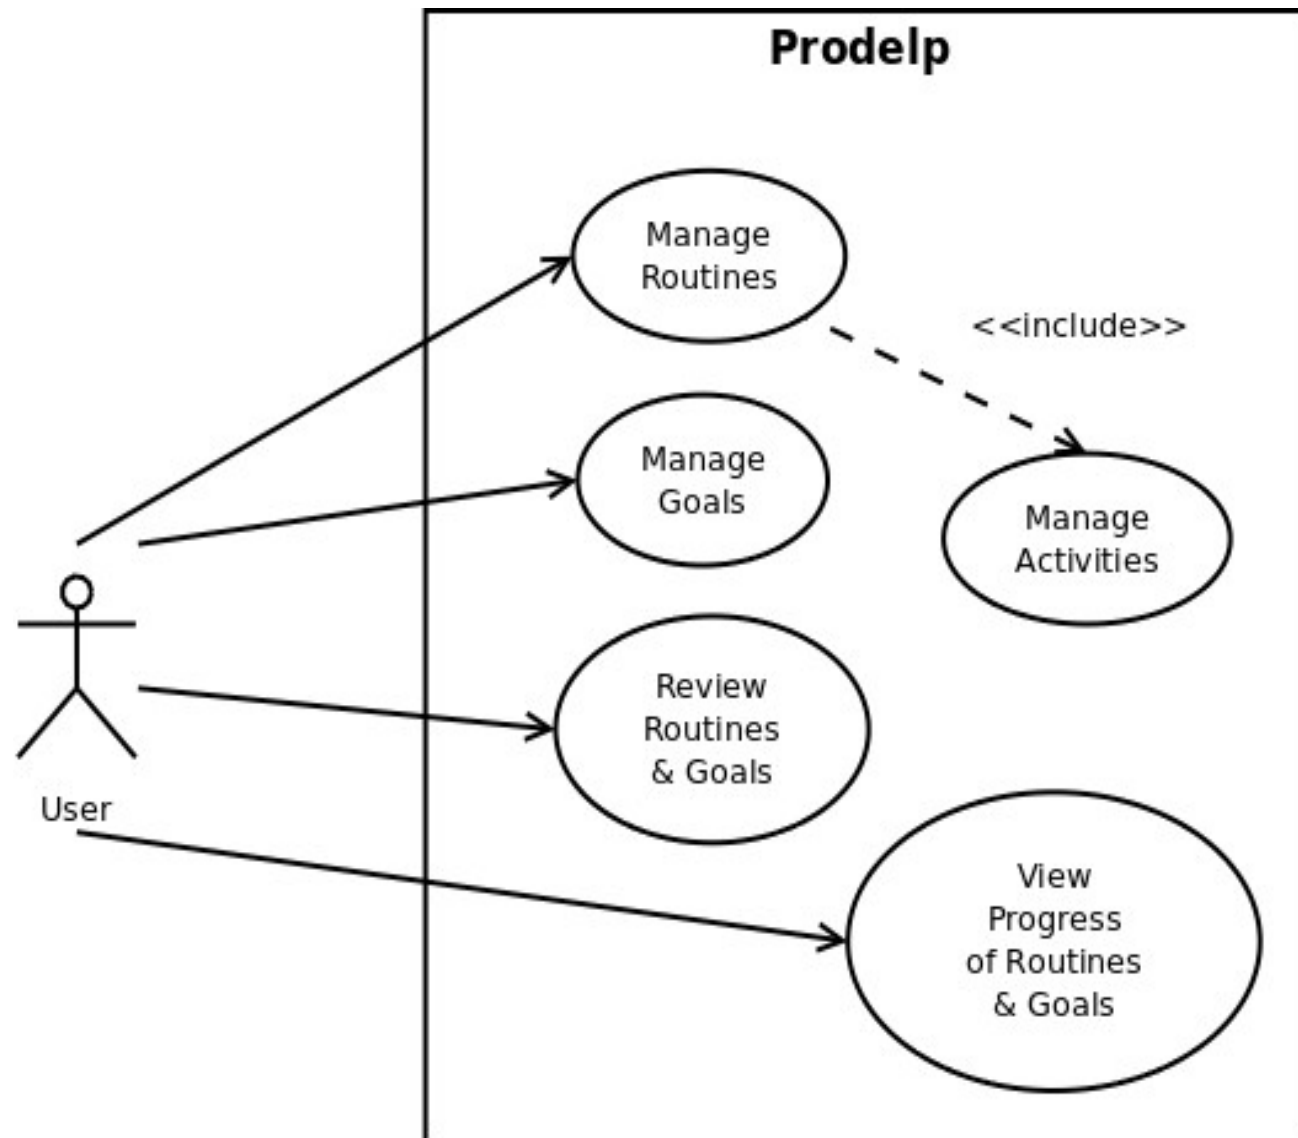 Prodelp
Manage
Routines
<<include>>
Manage
Goals
Manage
Activities
Review
Routines
& Goals
User
View
Progress
of Routines
& Goals